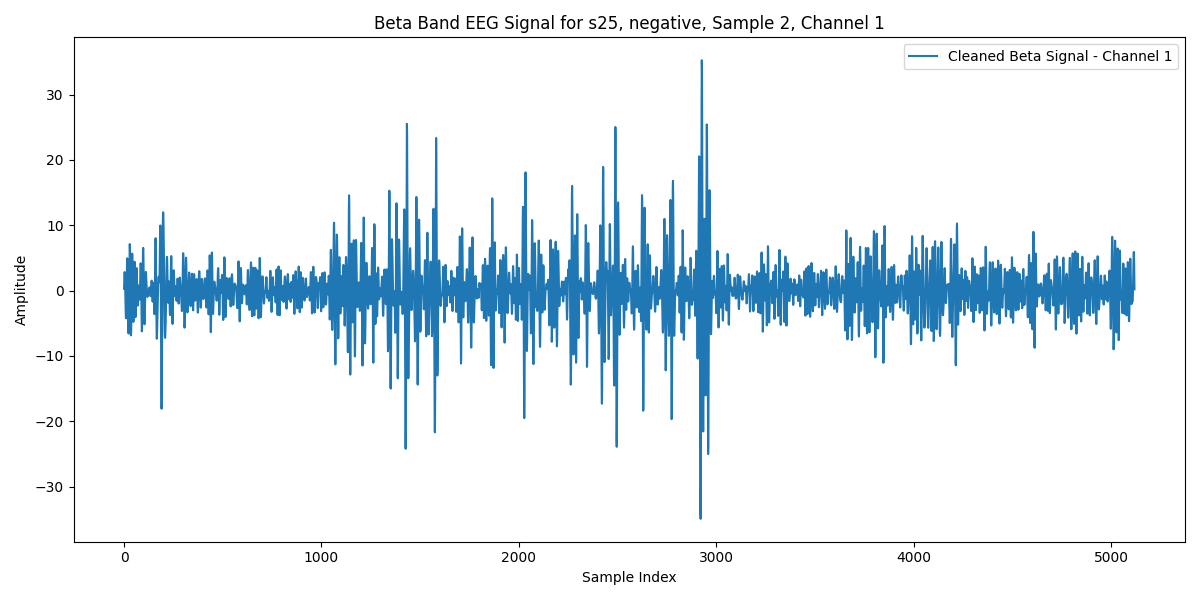 Beta Band EEG Signal for s25, negative, Sample 2, Channel 1
Cleaned Beta Signal - Channel 1
Amplitude
30
20
10
0
−10
−20
−30
0 1000 2000 3000 4000 5000
Sample Index